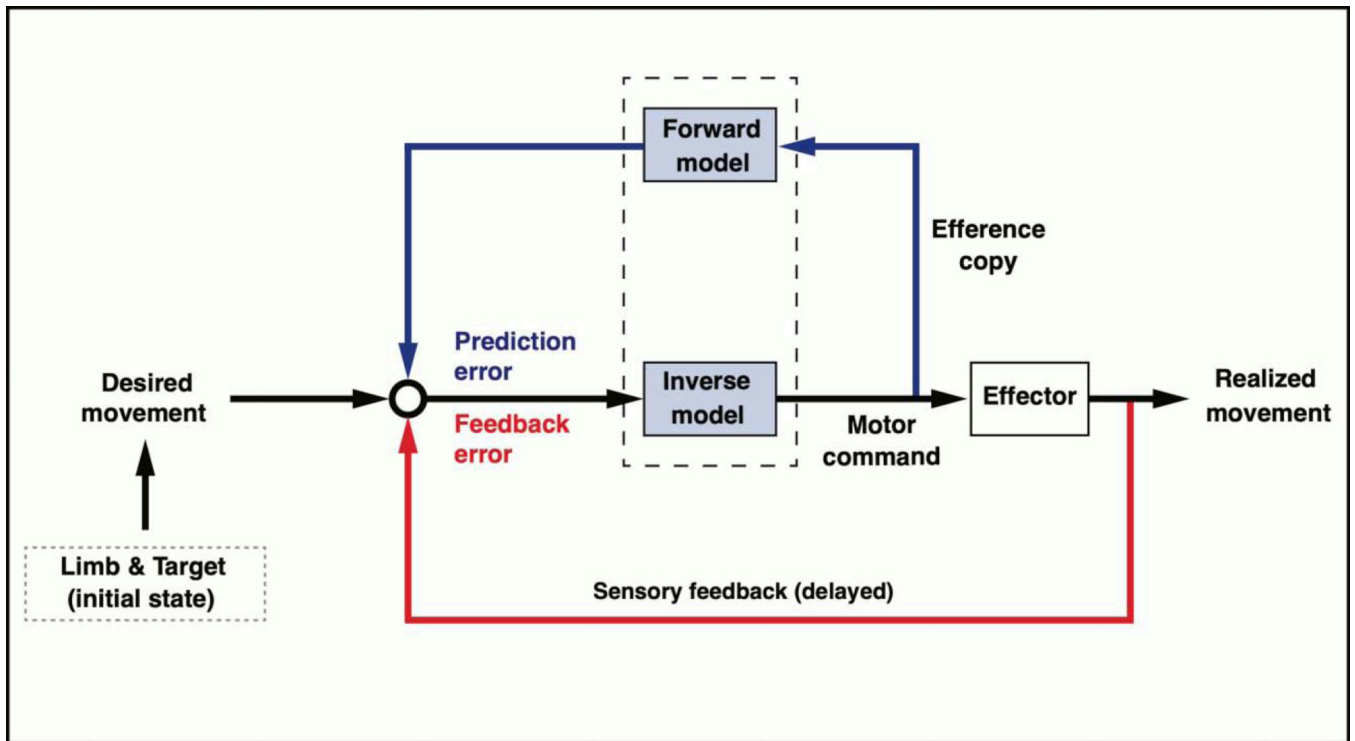 Forward
model
Efference
copy
Prediction
error
Desired
movement
Inverse
model
Effector
Realized
movement
Feedback
error
Motor
command
Limb & Target
(initial state)
Sensory feedback (delayed)